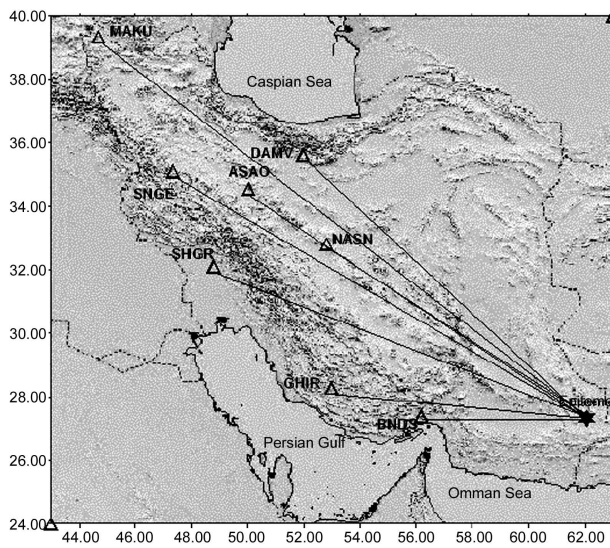 40.00
MAKU
38.00
Caspian Sea
36.00
DAMV
ASAO
SNGE
34.00
NASN
SHGR
32.00
30.00
GHIR
28.00
BNDS
Persian Gulf
26.00
Omman Sea
24.00
44.00 46.00 48.00 50.00 52.00 54.00 56.00 58.00 60.00 62.00